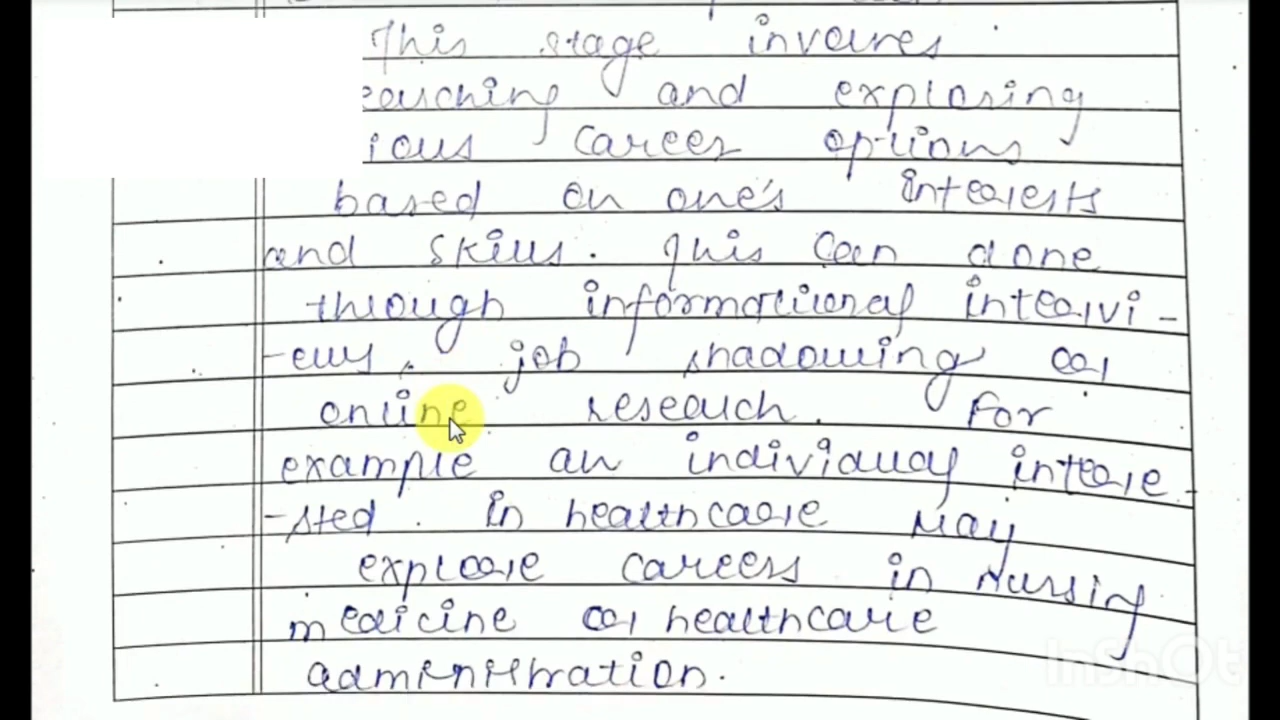 This stage involves
earching and exploring
ious career options
based on one's interests
and skills. This can done
through informational intervi-
-ews, job shadowing or
online research. For
example an individual intere-
-sted. in healthcare May
explore careers in Nursing
medicine or healthcare
administration.
InShOt